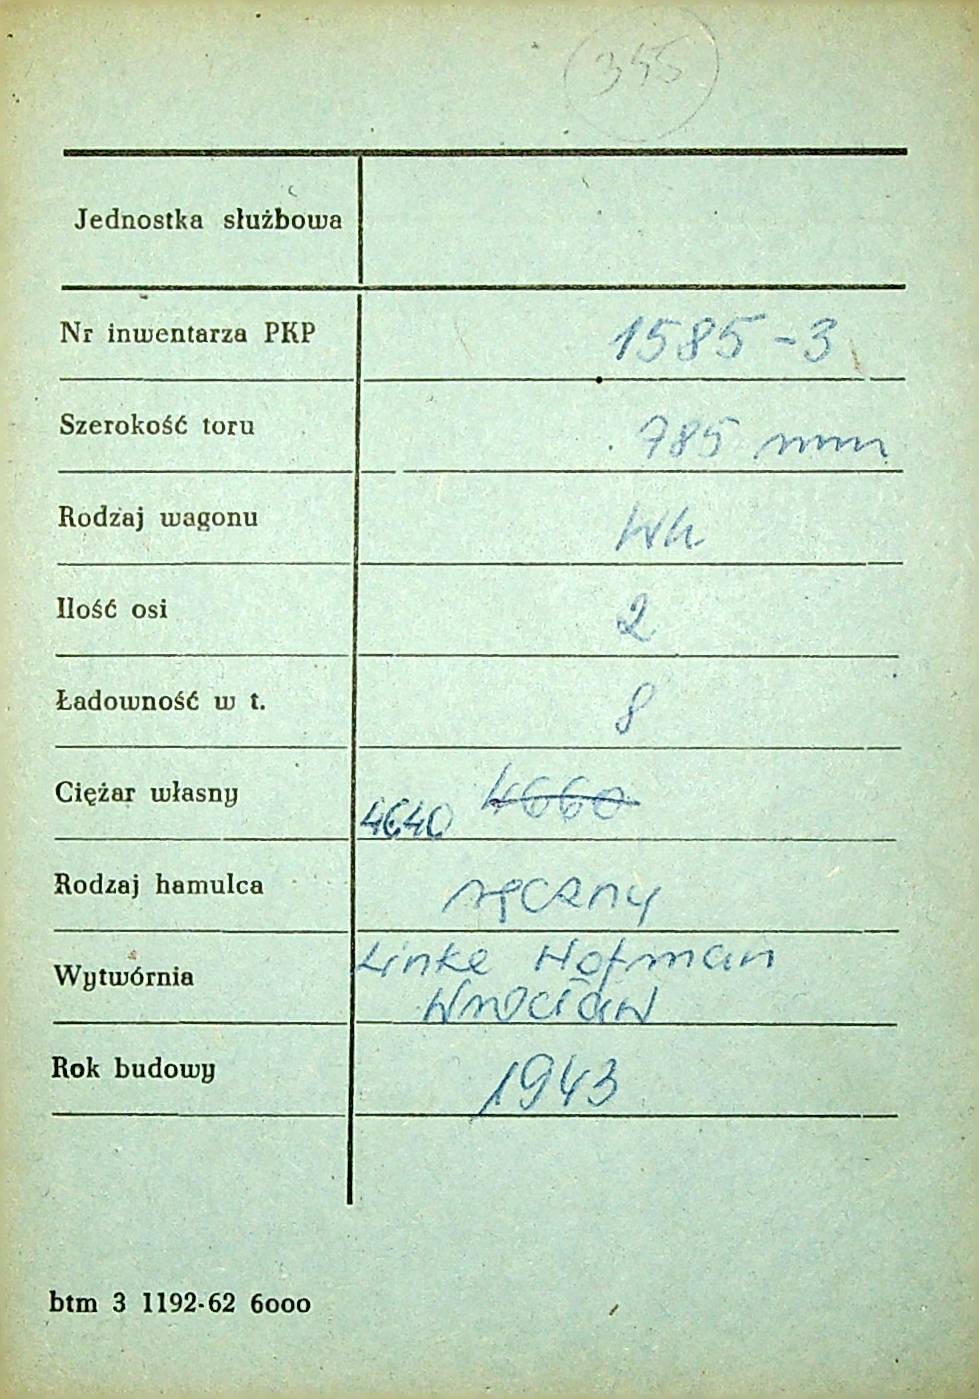 345
Jednostka służbowa
Nr inwentarza PKP 1585-3
Szerokość toru 785 mm
Rodzaj wagonu Wh
Ilość osi 2
Ładowność w t. 8
Ciężar własny 4640 4660
Rodzaj hamulca ręczny
Wytwórnia Linke Hofman
Wrocław
Rok budowy 1943
btm 3 1192-62 6000